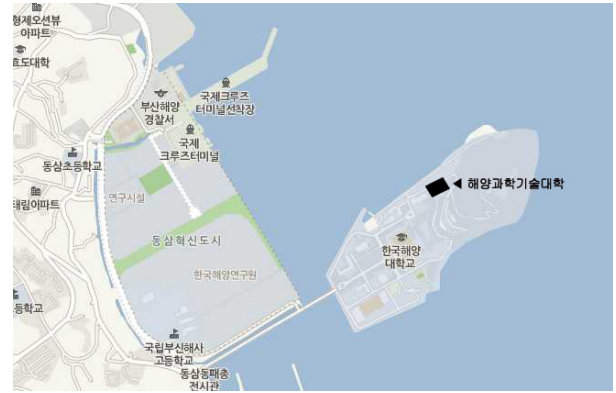 형제오션뷰
아파트
효도대학
부산해양
경찰서
국제크루즈
터미널선착장
국제
크루즈터미널
동삼초등학교
연구시설
태림아파트
동삼혁신도시
한국해양연구원
등학교
국립부산해사
고등학교
동삼동패총
전시관
◀ 해양과학기술대학
한국해양
대학교